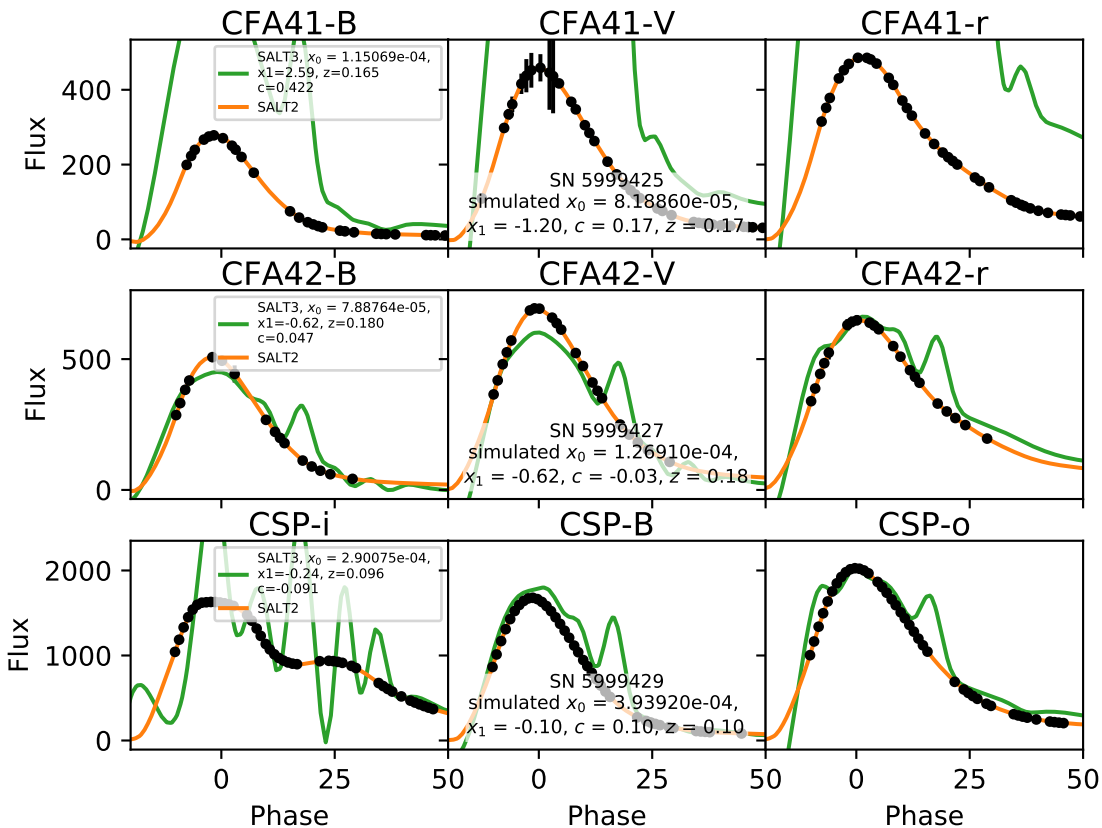 CFA41-B CFA41-V CFA41-r
SALT3, x₀ = 1.15069e-04,
x1=2.59, z=0.165
c=0.422
SALT2
400
200
0
Flux
SN 5999425
simulated x₀ = 8.18860e-05,
x₁ = -1.20, c = 0.17, z = 0.17
CFA42-B CFA42-V CFA42-r
SALT3, x₀ = 7.88764e-05,
x1=-0.62, z=0.180
c=0.047
SALT2
500
0
Flux
SN 5999427
simulated x₀ = 1.26910e-04,
x₁ = -0.62, c = -0.03, z = 0.18
CSP-i CSP-B CSP-o
SALT3, x₀ = 2.90075e-04,
x1=-0.24, z=0.096
c=-0.091
SALT2
2000
1000
0
Flux
SN 5999429
simulated x₀ = 3.93920e-04,
x₁ = -0.10, c = 0.10, z = 0.10
0 25 50 0 25 50 0 25 50
Phase Phase Phase